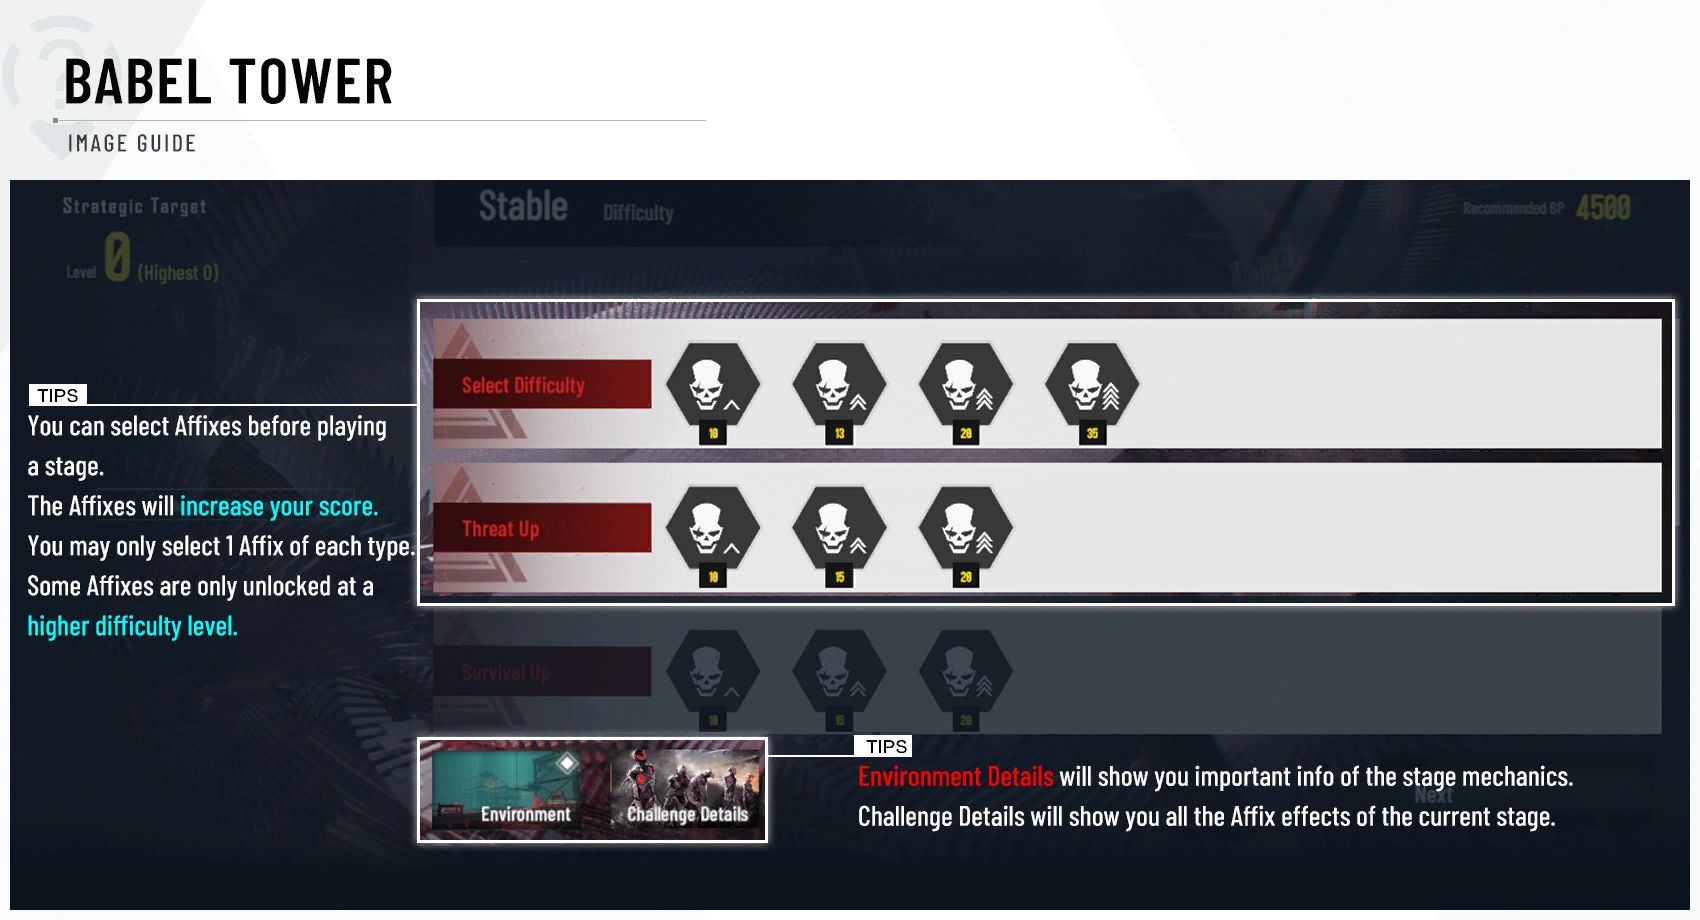 BABEL TOWER
IMAGE GUIDE
Strategic Target
Level 0 (Highest 0)
Stable Difficulty
Recommended BP 4500
Select Difficulty
10 13 20 35
Threat Up
10 15 20
Survival Up
10 15 20
TIPS
You can select Affixes before playing
a stage.
The Affixes will increase your score.
You may only select 1 Affix of each type.
Some Affixes are only unlocked at a
higher difficulty level.
Environment
Challenge Details
TIPS
Environment Details will show you important info of the stage mechanics.
Next
Challenge Details will show you all the Affix effects of the current stage.